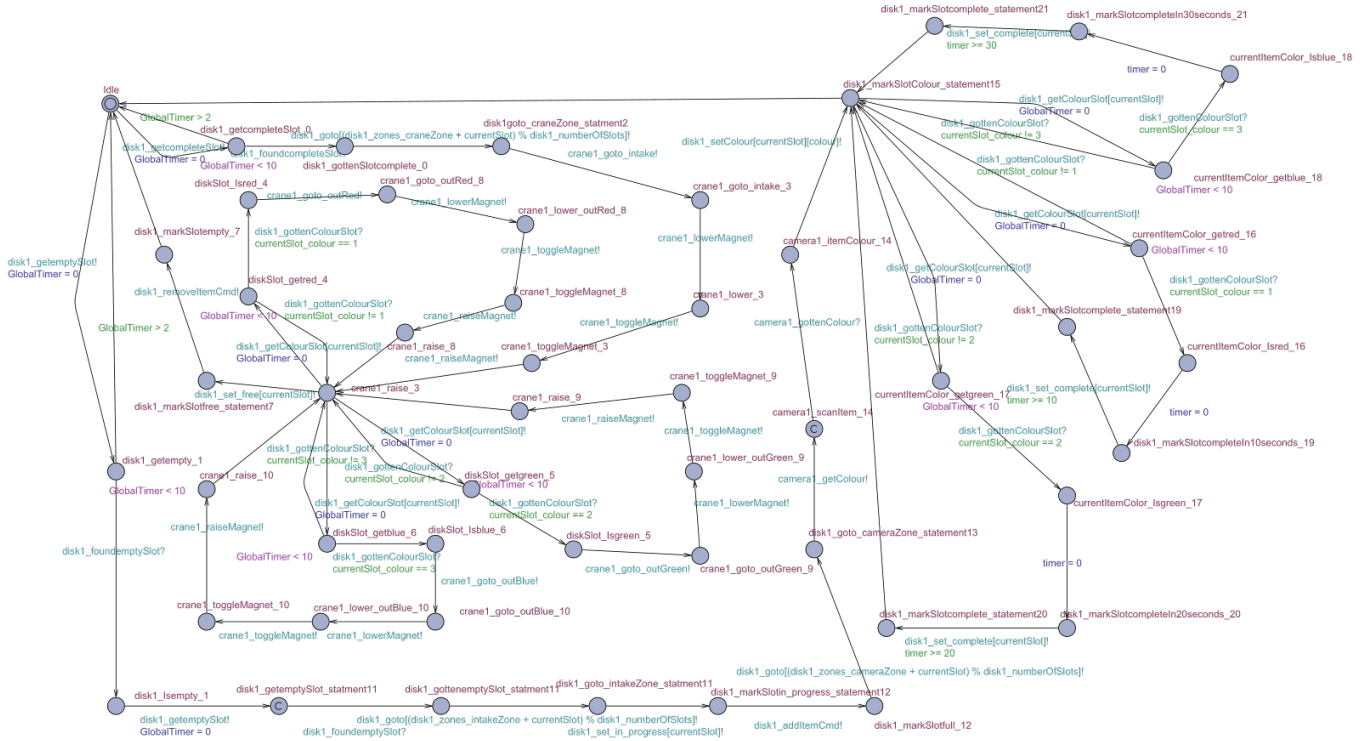 disk1_markSlotcomplete_statement21
disk1_markSlotcompleteIn30seconds_21
disk1_set_complete[currentSlot]!
timer >= 30
currentItemColor_Isblue_18
timer = 0
Idle
disk1_markSlotColour_statement15
GlobalTimer > 2
disk1_getColourSlot[currentSlot]!
GlobalTimer = 0
disk1_gottenColourSlot?
currentSlot_colour == 3
disk1goto_craneZone_statment2
disk1_getcompleteSlot_0
disk1_goto[(disk1_zones_craneZone + currentSlot) % disk1_numberOfSlots]!
disk1_gottenColourSlot?
currentSlot_colour != 3
disk1_getcompleteSlot!
GlobalTimer = 0
disk1_foundcompleteSlot
GlobalTimer < 10
disk1_gottenSlotcomplete_0
crane1_goto_intake!
disk1_setColour[currentSlot][colour]!
disk1_gottenColourSlot?
currentSlot_colour != 1
currentItemColor_getblue_18
GlobalTimer < 10
diskSlot_Isred_4
crane1_goto_outRed_8
crane1_goto_outRed!
crane1_lowerMagnet!
crane1_goto_intake_3
crane1_lower_outRed_8
disk1_getColourSlot[currentSlot]!
GlobalTimer = 0
disk1_markSlotempty_7
disk1_gottenColourSlot?
currentSlot_colour == 1
crane1_toggleMagnet!
crane1_lowerMagnet!
camera1_itemColour_14
currentItemColor_getred_16
GlobalTimer < 10
disk1_getemptySlot!
GlobalTimer = 0
diskSlot_getred_4
disk1_removeItemCmd!
crane1_toggleMagnet_8
crane1_lower_3
disk1_getColourSlot[currentSlot]!
GlobalTimer = 0
disk1_gottenColourSlot?
currentSlot_colour == 1
GlobalTimer < 10
disk1_gottenColourSlot?
currentSlot_colour != 1
crane1_raiseMagnet!
crane1_toggleMagnet!
camera1_gottenColour?
disk1_markSlotcomplete_statement19
GlobalTimer > 2
disk1_gottenColourSlot?
currentSlot_colour != 2
disk1_getColourSlot[currentSlot]!
GlobalTimer = 0
crane1_raise_8
crane1_raiseMagnet!
crane1_toggleMagnet_3
currentItemColor_Isred_16
disk1_set_free[currentSlot]!
disk1_markSlotfree_statement7
crane1_raise_3
crane1_raise_9
crane1_toggleMagnet_9
crane1_raiseMagnet!
currentItemColor_getgreen_17
GlobalTimer < 10
disk1_set_complete[currentSlot]!
timer >= 10
camera1_scanItem_14
C
timer = 0
disk1_getColourSlot[currentSlot]!
GlobalTimer = 0
crane1_toggleMagnet!
disk1_gottenColourSlot?
currentSlot_colour == 2
disk1_markSlotcompleteIn10seconds_19
disk1_gottenColourSlot?
currentSlot_colour != 3
disk1_gottenColourSlot?
currentSlot_colour != 2
crane1_lower_outGreen_9
disk1_getempty_1
GlobalTimer < 10
crane1_raise_10
diskSlot_getgreen_5
GlobalTimer < 10
camera1_getColour!
disk1_getColourSlot[currentSlot]!
GlobalTimer = 0
disk1_gottenColourSlot?
currentSlot_colour == 2
crane1_lowerMagnet!
currentItemColor_Isgreen_17
crane1_raiseMagnet!
diskSlot_getblue_6
diskSlot_Isblue_6
diskSlot_Isgreen_5
disk1_goto_cameraZone_statement13
disk1_foundemptySlot?
GlobalTimer < 10
disk1_gottenColourSlot?
currentSlot_colour == 3
crane1_goto_outGreen!
crane1_goto_outGreen_9
timer = 0
crane1_goto_outBlue!
crane1_toggleMagnet_10
crane1_lower_outBlue_10
crane1_goto_outBlue_10
crane1_toggleMagnet!
crane1_lowerMagnet!
disk1_markSlotcomplete_statement20
disk1_markSlotcompleteIn20seconds_20
disk1_set_complete[currentSlot]!
timer >= 20
disk1_goto[(disk1_zones_cameraZone + currentSlot) % disk1_numberOfSlots]!
disk1_Isempty_1
disk1_getemptySlot_statment11
disk1_gottenemptySlot_statment11
disk1_goto_intakeZone_statment11
disk1_markSlotin_progress_statement12
C
disk1_getemptySlot!
GlobalTimer = 0
disk1_goto[(disk1_zones_intakeZone + currentSlot) % disk1_numberOfSlots]!
disk1_foundemptySlot?
disk1_set_in_progress[currentSlot]!
disk1_addItemCmd!
disk1_markSlotfull_12